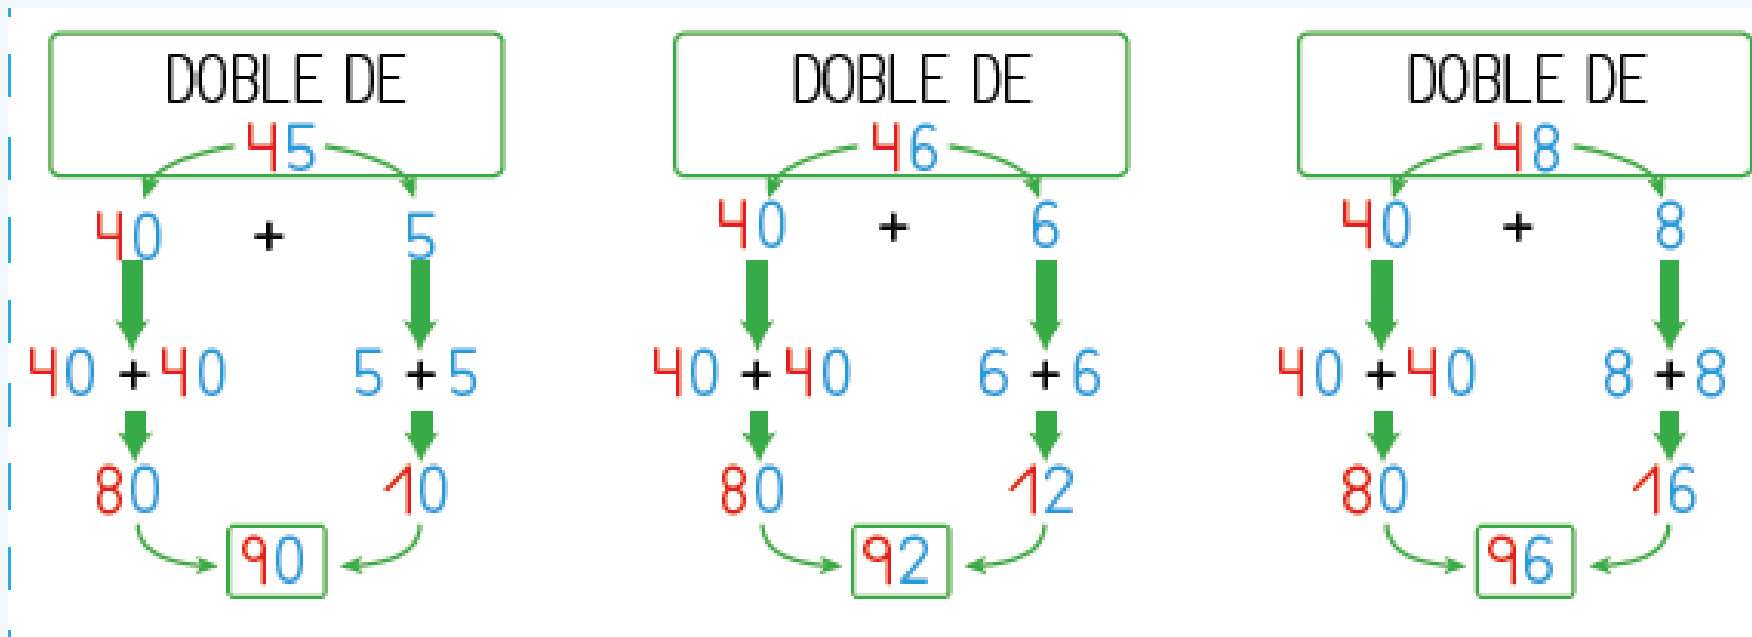 DOBLE DE
45
40 + 5
40 + 40 5 + 5
80 10
90
DOBLE DE
46
40 + 6
40 + 40 6 + 6
80 12
92
DOBLE DE
48
40 + 8
40 + 40 8 + 8
80 16
96